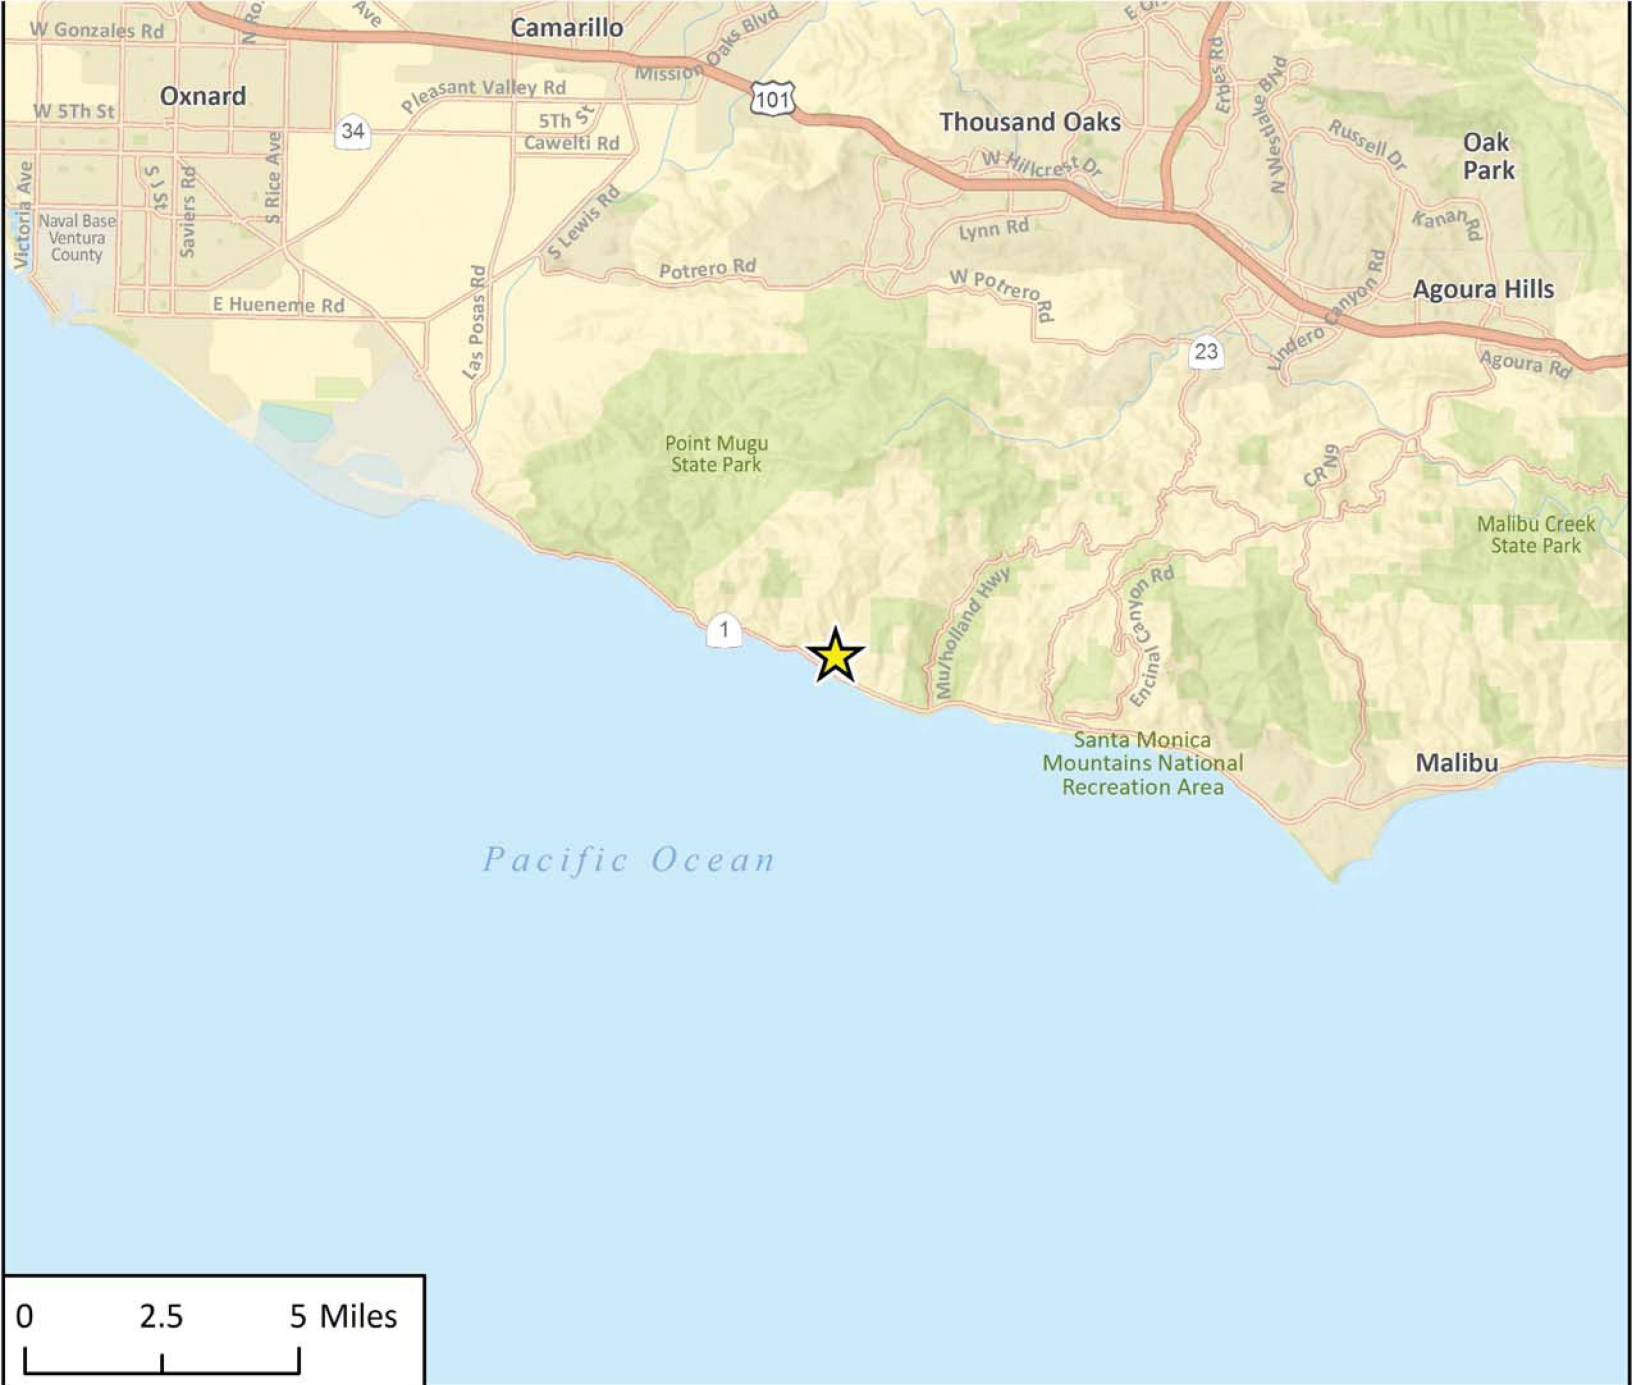 W Gonzales Rd
N Ro.
Ave
Camarillo
Mission Oaks Blvd
Oxnard
Pleasant Valley Rd
101
Erbes Rd
N Westlake Blvd
W 5Th St
34
5Th St
Cawelti Rd
Thousand Oaks
Russell Dr
Oak
Park
W Hillcrest Dr
Victoria Ave
S J St
Saviers Rd
S Rice Ave
Naval Base
Ventura
County
S Lewis Rd
Lynn Rd
Kanan Rd
Potrero Rd
W Potrero Rd
E Hueneme Rd
Las Posas Rd
Agoura Hills
Lindero Canyon Rd
23
Agoura Rd
Point Mugu
State Park
CR N9
Malibu Creek
State Park
1
Mulholland Hwy
Encinal Canyon Rd
Santa Monica
Mountains National
Recreation Area
Malibu
Pacific Ocean
0 2.5 5 Miles